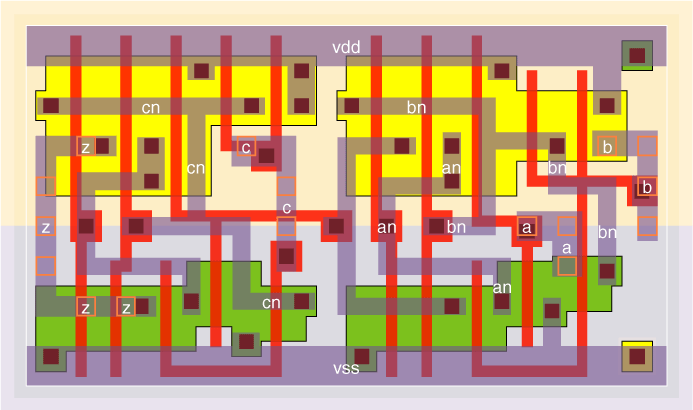 vdd
cn bn
z c b
cn an bn
b
c
z an bn a bn
a
an
z z cn
vss